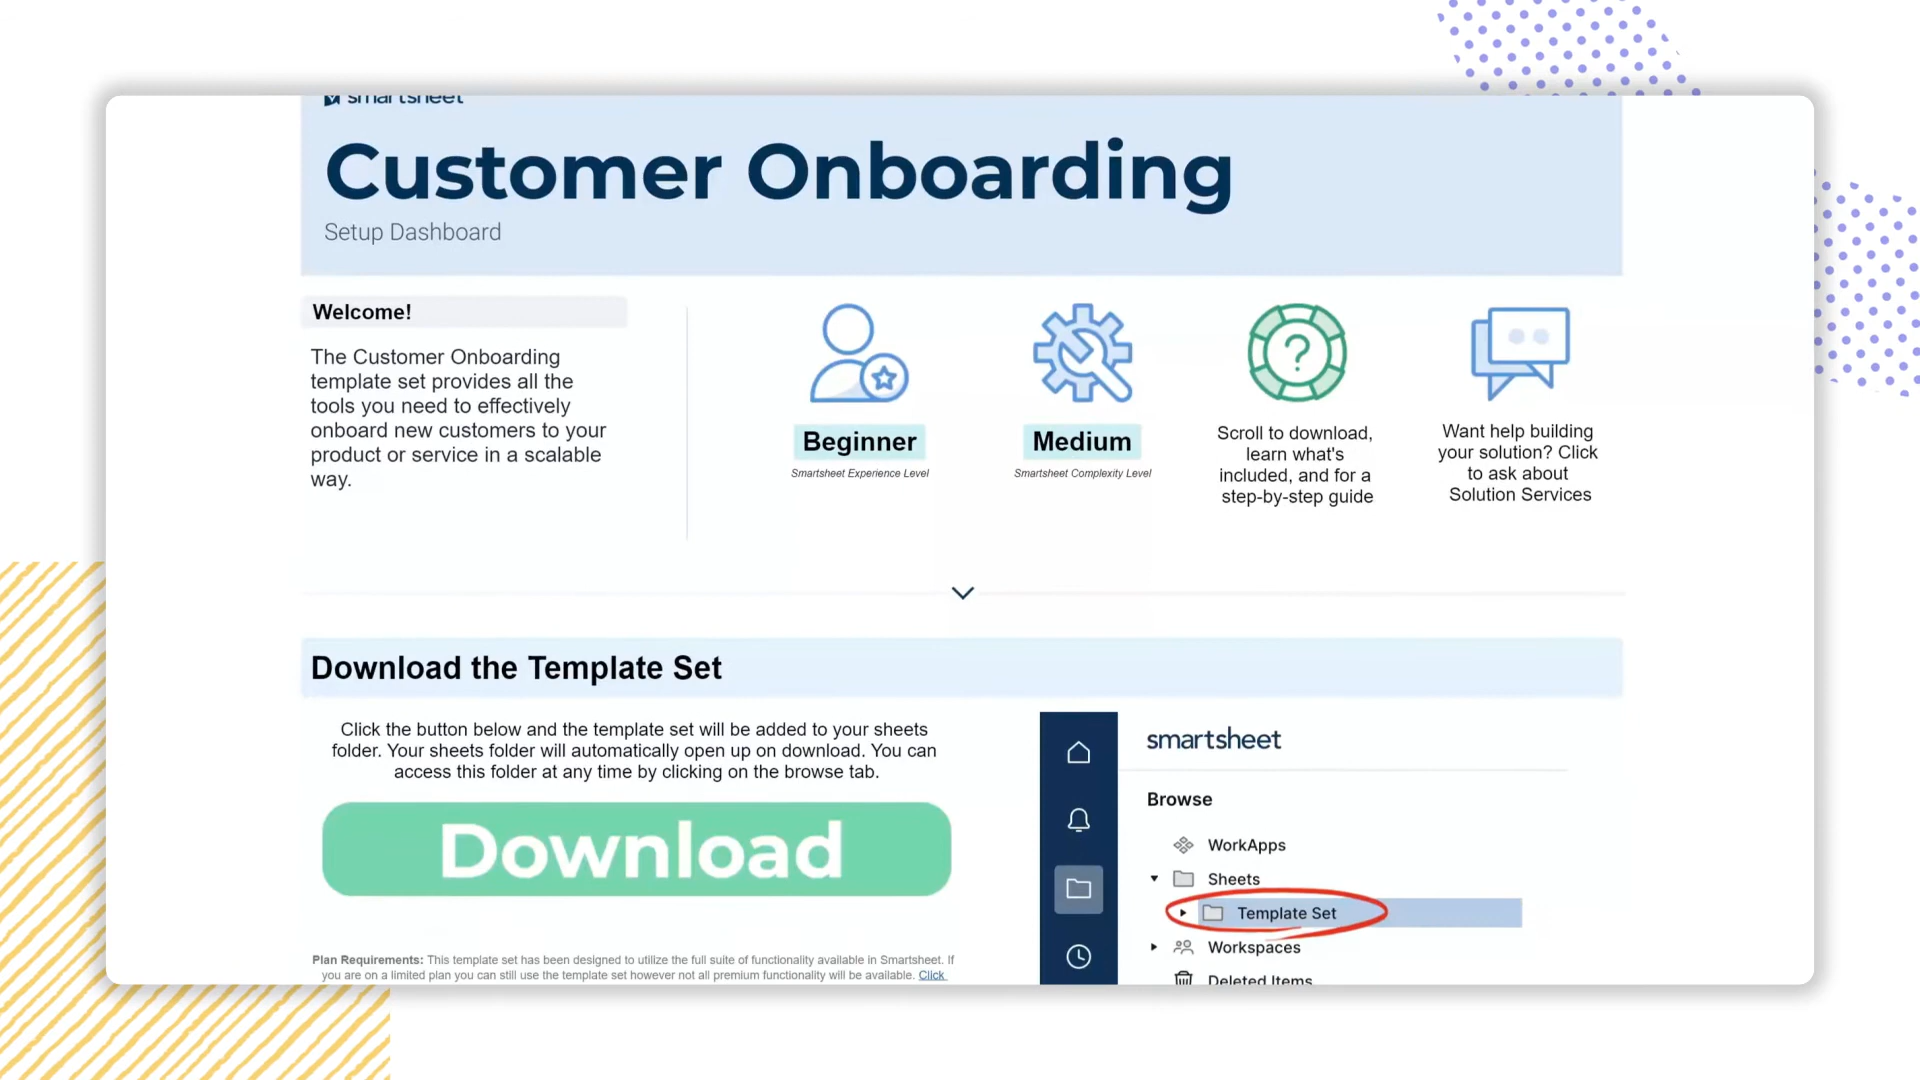 smartsheet
Customer Onboarding
Setup Dashboard
Welcome!
The Customer Onboarding
template set provides all the
tools you need to effectively
onboard new customers to your
product or service in a scalable
way.
Beginner
Smartsheet Experience Level
Medium
Smartsheet Complexity Level
Scroll to download,
learn what's
included, and for a
step-by-step guide
Want help building
your solution? Click
to ask about
Solution Services
Download the Template Set
Click the button below and the template set will be added to your sheets
folder. Your sheets folder will automatically open up on download. You can
access this folder at any time by clicking on the browse tab.
Download
Plan Requirements: This template set has been designed to utilize the full suite of functionality available in Smartsheet. If
you are on a limited plan you can still use the template set however not all premium functionality will be available. Click
smartsheet
Browse
WorkApps
Sheets
Template Set
Workspaces
Deleted Items